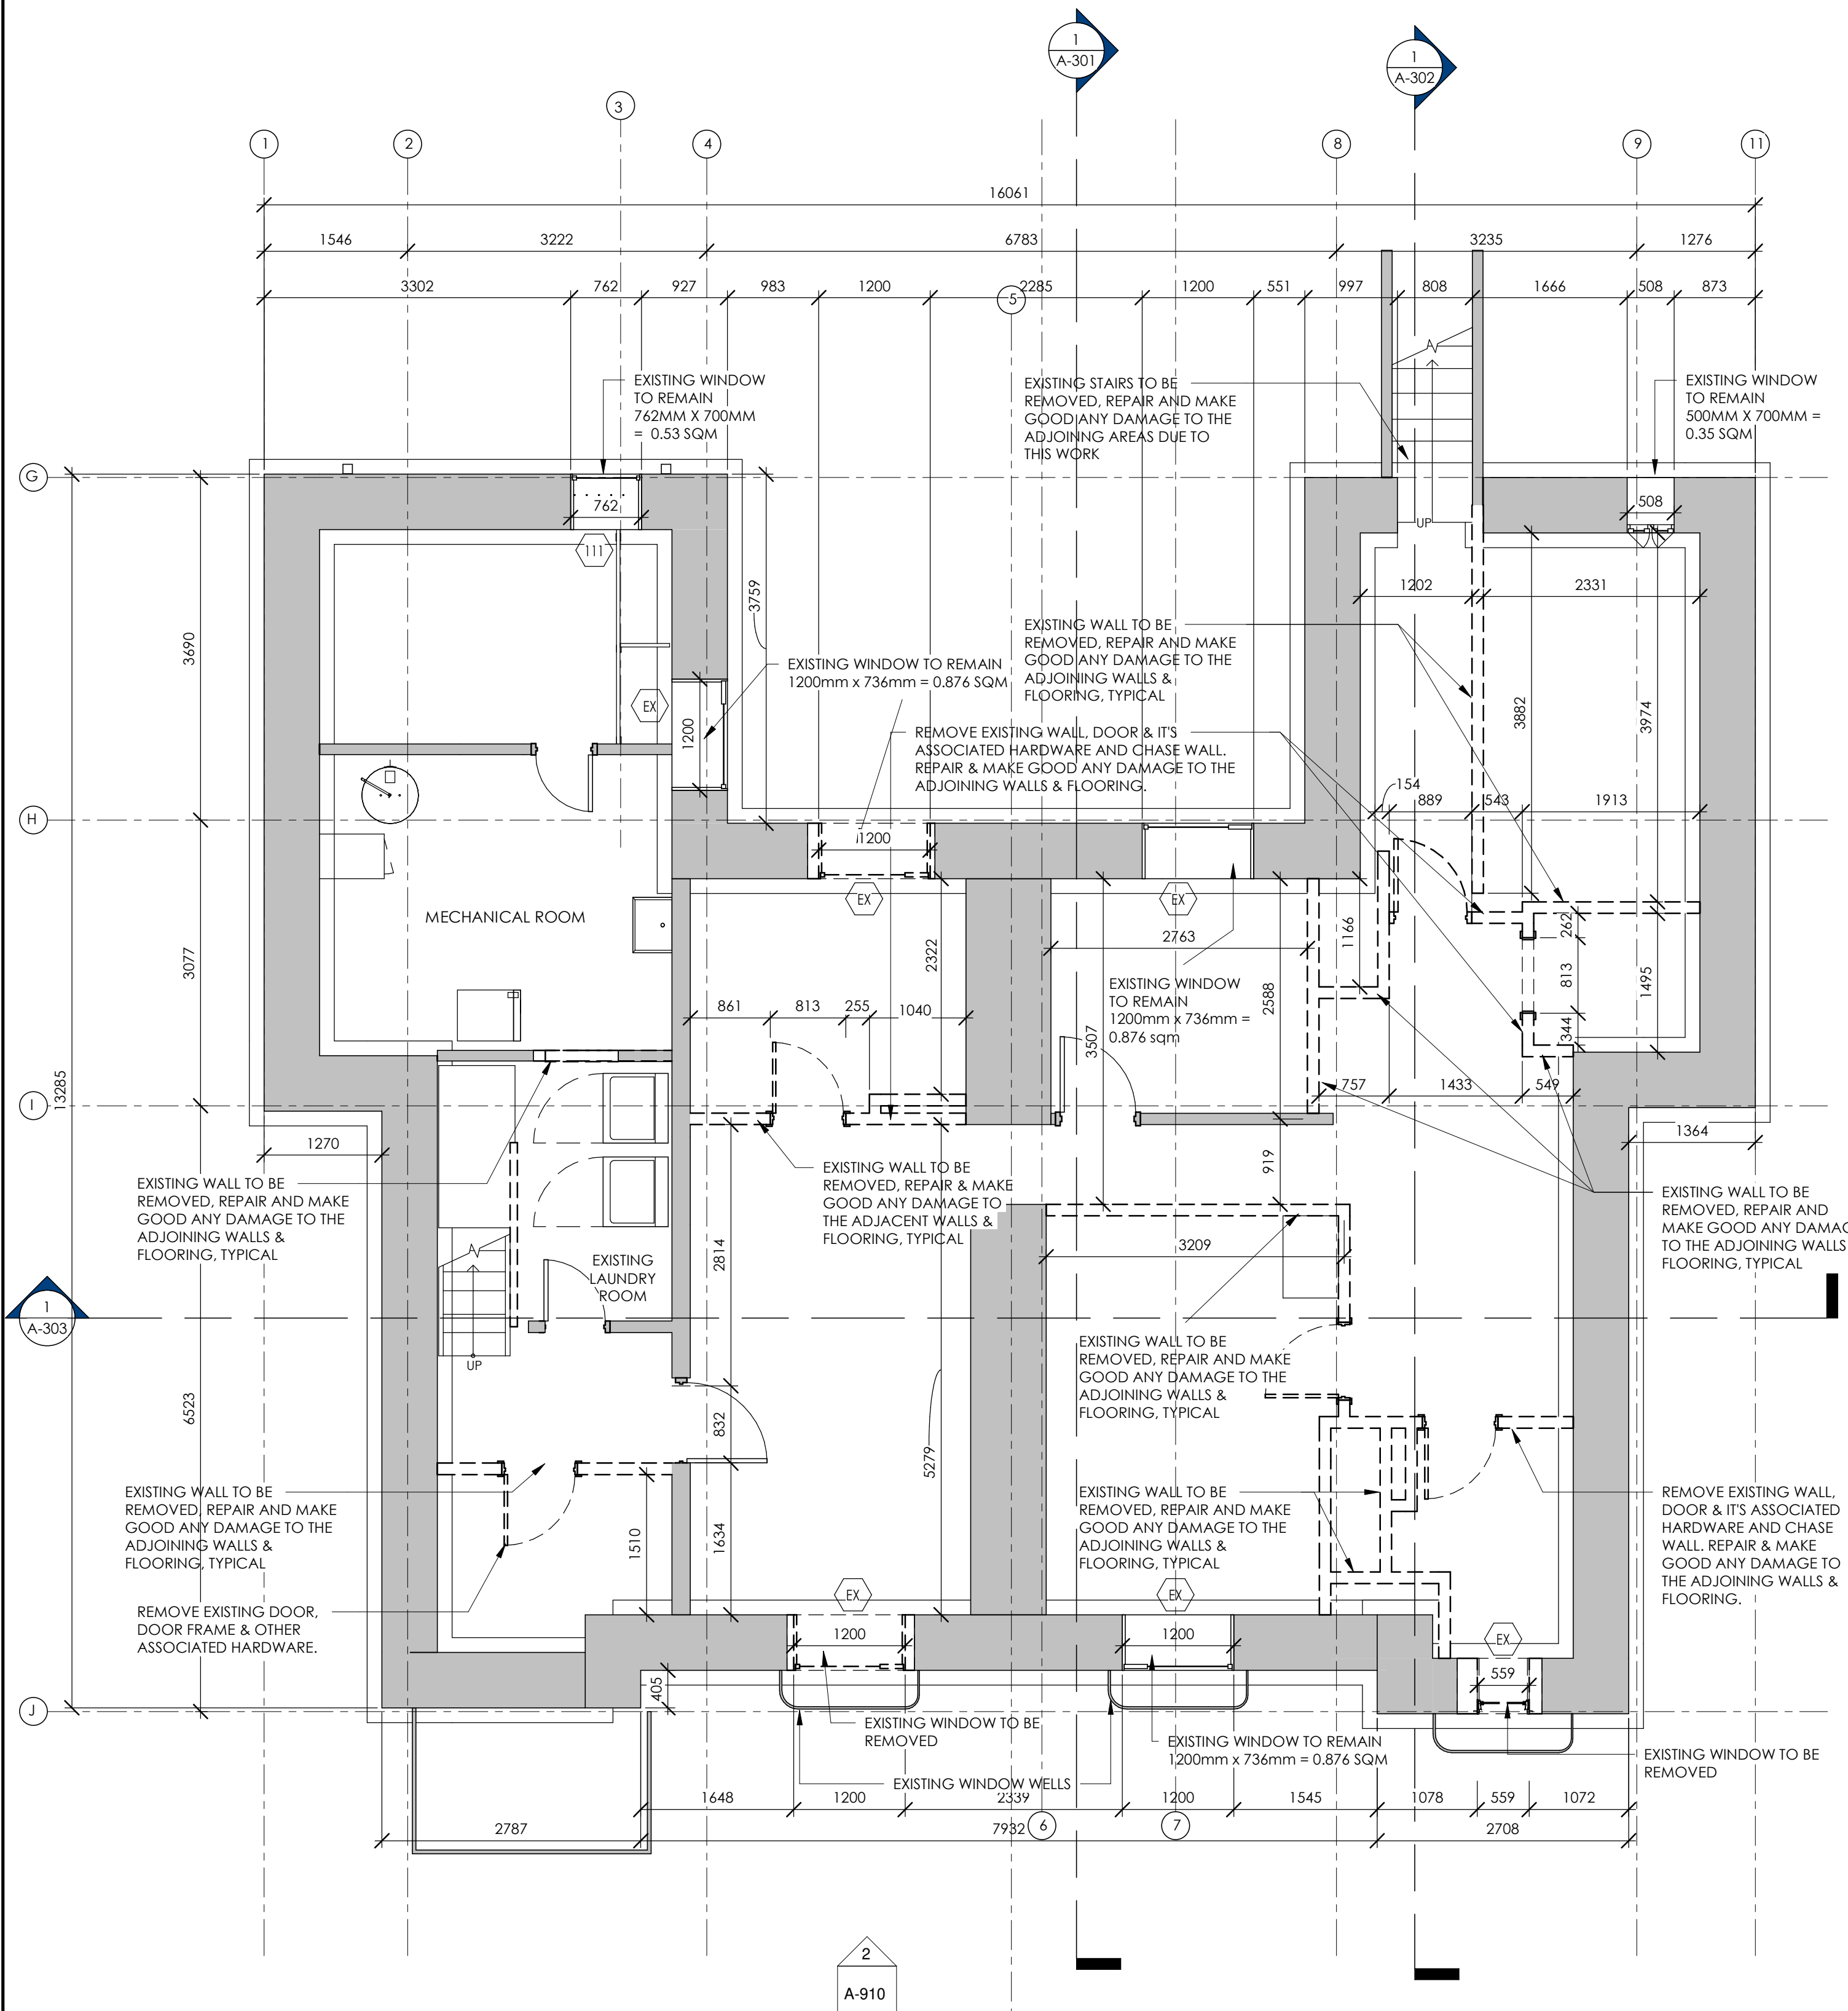 1
A-301
1
A-302
3
1
2
4
8
9
11
16061
1546
3222
6783
3235
1276
3302
762
927
983
1200
2285
1200
551
997
808
1666
508
873
5
EXISTING WINDOW
TO REMAIN
762MM X 700MM
= 0.53 SQM
EXISTING STAIRS TO BE
REMOVED, REPAIR AND MAKE
GOOD ANY DAMAGE TO THE
ADJOINING AREAS DUE TO
THIS WORK
EXISTING WINDOW
TO REMAIN
500MM X 700MM =
0.35 SQM
G
762
508
UP
111
3759
1202
2331
3690
EXISTING WALL TO BE
REMOVED, REPAIR AND MAKE
GOOD ANY DAMAGE TO THE
ADJOINING WALLS &
FLOORING, TYPICAL
EXISTING WINDOW TO REMAIN
1200mm x 736mm = 0.876 SQM
EX
1200
3882
3974
REMOVE EXISTING WALL, DOOR & IT'S
ASSOCIATED HARDWARE AND CHASE WALL.
REPAIR & MAKE GOOD ANY DAMAGE TO THE
ADJOINING WALLS & FLOORING.
154
889
543
1913
H
1200
EX
EX
MECHANICAL ROOM
2322
2763
1166
262
3077
813
1495
EXISTING WINDOW
TO REMAIN
1200mm x 736mm =
0.876 sqm
2588
861
813
255
1040
3507
344
13285
I
757
1433
549
1270
1364
919
EXISTING WALL TO BE
REMOVED, REPAIR AND MAKE
GOOD ANY DAMAGE TO THE
ADJOINING WALLS &
FLOORING, TYPICAL
EXISTING WALL TO BE
REMOVED, REPAIR & MAKE
GOOD ANY DAMAGE TO
THE ADJACENT WALLS &
FLOORING, TYPICAL
EXISTING WALL TO BE
REMOVED, REPAIR AND
MAKE GOOD ANY DAMAG
TO THE ADJOINING WALLS
FLOORING, TYPICAL
2814
3209
EXISTING
LAUNDRY
ROOM
1
A-303
UP
EXISTING WALL TO BE
REMOVED, REPAIR AND MAKE
GOOD ANY DAMAGE TO THE
ADJOINING WALLS &
FLOORING, TYPICAL
6523
832
5279
EXISTING WALL TO BE
REMOVED, REPAIR AND MAKE
GOOD ANY DAMAGE TO THE
ADJOINING WALLS &
FLOORING, TYPICAL
1510
1634
EXISTING WALL TO BE
REMOVED, REPAIR AND MAKE
GOOD ANY DAMAGE TO THE
ADJOINING WALLS &
FLOORING, TYPICAL
REMOVE EXISTING WALL,
DOOR & IT'S ASSOCIATED
HARDWARE AND CHASE
WALL. REPAIR & MAKE
GOOD ANY DAMAGE TO
THE ADJOINING WALLS &
FLOORING.
REMOVE EXISTING DOOR,
DOOR FRAME & OTHER
ASSOCIATED HARDWARE.
EX
EX
EX
1200
1200
559
405
J
EXISTING WINDOW TO BE
REMOVED
EXISTING WINDOW TO REMAIN
1200mm x 736mm = 0.876 SQM
EXISTING WINDOW TO BE
REMOVED
EXISTING WINDOW WELLS
1648
1200
2339
1200
1545
1078
559
1072
2787
7932
6
7
2708
2
A-910